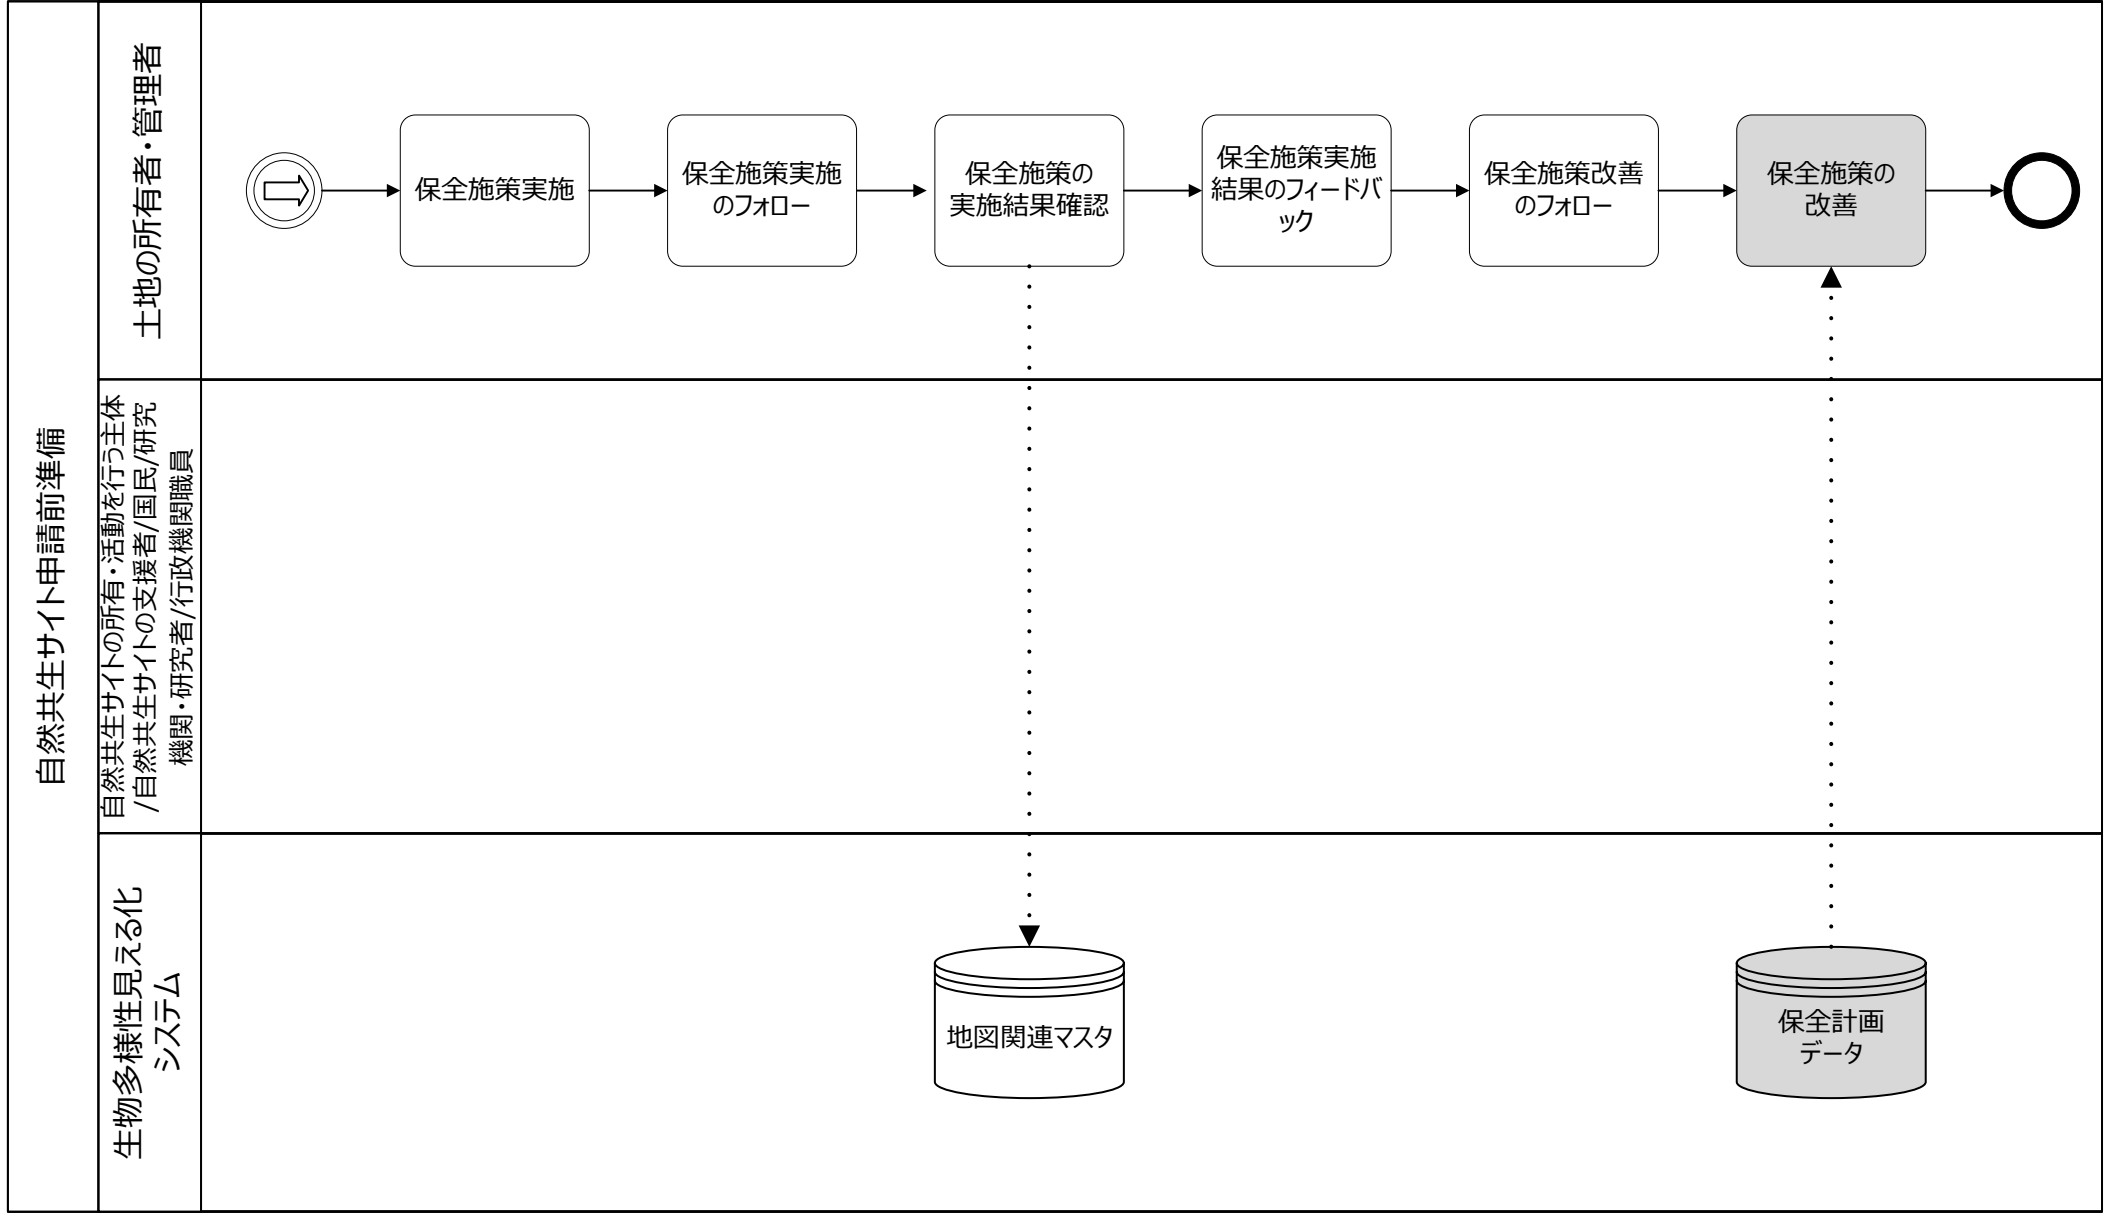 自然共生サイト申請前準備
土地の所有者・管理者
保全施策実施
保全施策実施
のフォロー
保全施策の
実施結果確認
保全施策実施
結果のフィードバ
ック
保全施策改善
のフォロー
保全施策の
改善
自然共生サイトの所有・活動を行う主体
/自然共生サイトの支援者/国民/研究
機関・研究者/行政機関職員
生物多様性見える化
システム
地図関連マスタ
保全計画
データ